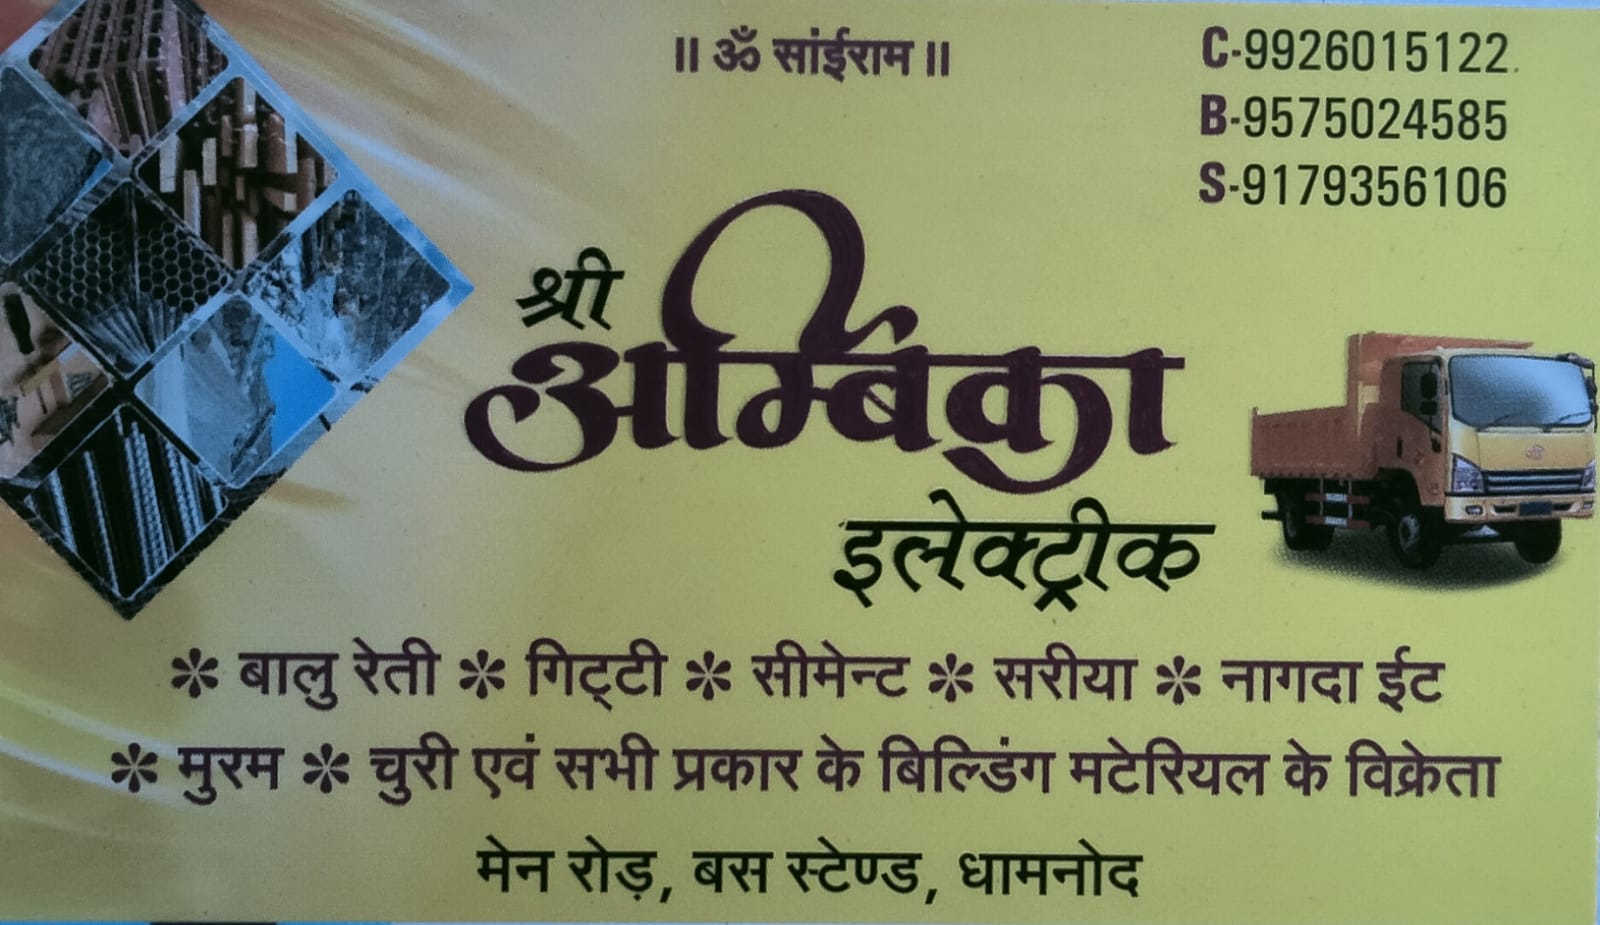 ॥ ॐ सांईराम ॥
C-9926015122.
B-9575024585
S-9179356106
श्री
अम्बिका
इलेक्ट्रीक
✻ बालु रेती ✻ गिट्टी ✻ सीमेन्ट ✻ सरीया ✻ नागदा ईट
✻ मुरम ✻ चुरी एवं सभी प्रकार के बिल्डिंग मटेरियल के विक्रेता
मेन रोड़, बस स्टेण्ड, धामनोद